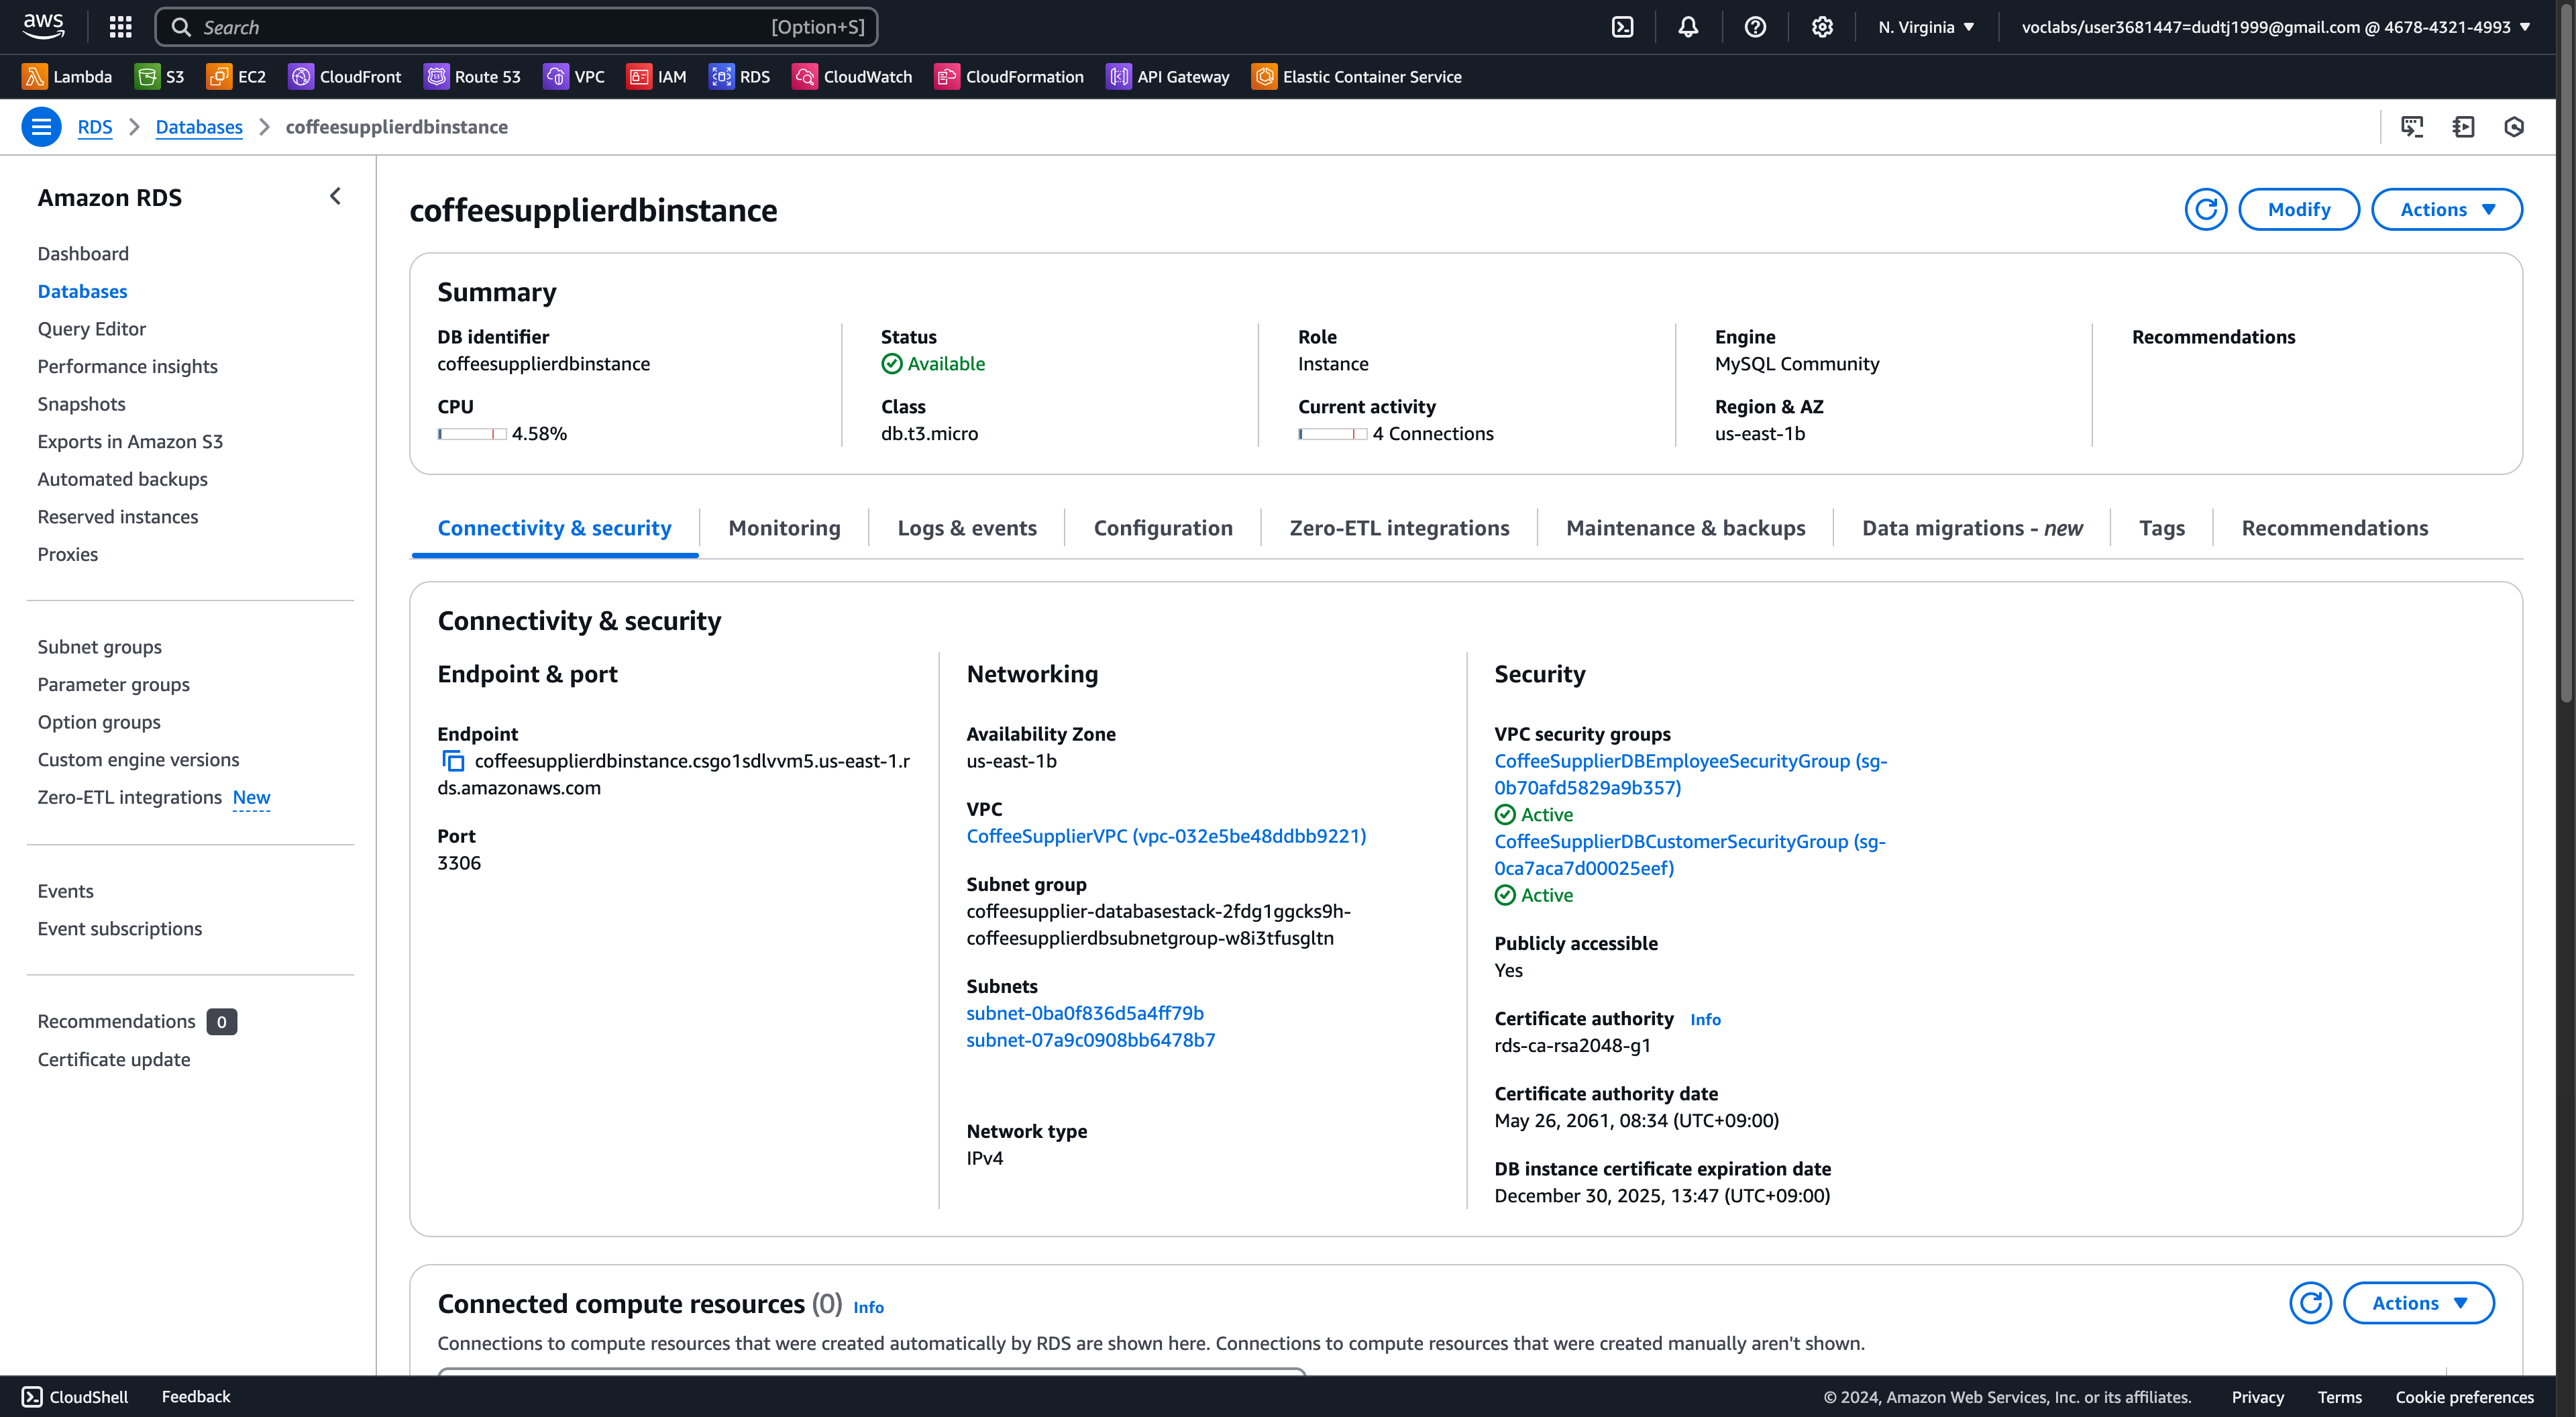 aws
Search [Option+S]
N. Virginia
voclabs/user3681447=dudtj1999@gmail.com @ 4678-4321-4993
Lambda S3 EC2 CloudFront Route 53 VPC IAM RDS CloudWatch CloudFormation API Gateway Elastic Container Service
RDS Databases coffeesupplierdbinstance
Amazon RDS
Dashboard
Databases
Query Editor
Performance insights
Snapshots
Exports in Amazon S3
Automated backups
Reserved instances
Proxies
Subnet groups
Parameter groups
Option groups
Custom engine versions
Zero-ETL integrations New
Events
Event subscriptions
Recommendations 0
Certificate update
coffeesupplierdbinstance
Modify
Actions
Summary
DB identifier
coffeesupplierdbinstance
CPU
4.58%
Status
Available
Class
db.t3.micro
Role
Instance
Current activity
4 Connections
Engine
MySQL Community
Region & AZ
us-east-1b
Recommendations
Connectivity & security Monitoring Logs & events Configuration Zero-ETL integrations Maintenance & backups Data migrations - new Tags Recommendations
Connectivity & security
Endpoint & port
Endpoint
coffeesupplierdbinstance.csgo1sdlvvm5.us-east-1.r
ds.amazonaws.com
Port
3306
Networking
Availability Zone
us-east-1b
VPC
CoffeeSupplierVPC (vpc-032e5be48ddbb9221)
Subnet group
coffeesupplier-databasestack-2fdg1ggcks9h-
coffeesupplierdbsubnetgroup-w8i3tfusgltn
Subnets
subnet-0ba0f836d5a4ff79b
subnet-07a9c0908bb6478b7
Network type
IPv4
Security
VPC security groups
CoffeeSupplierDBEmployeeSecurityGroup (sg-
0b70afd5829a9b357)
Active
CoffeeSupplierDBCustomerSecurityGroup (sg-
0ca7aca7d00025eef)
Active
Publicly accessible
Yes
Certificate authority Info
rds-ca-rsa2048-g1
Certificate authority date
May 26, 2061, 08:34 (UTC+09:00)
DB instance certificate expiration date
December 30, 2025, 13:47 (UTC+09:00)
Connected compute resources (0) Info
Actions
Connections to compute resources that were created automatically by RDS are shown here. Connections to compute resources that were created manually aren't shown.
CloudShell Feedback
© 2024, Amazon Web Services, Inc. or its affiliates. Privacy Terms Cookie preferences